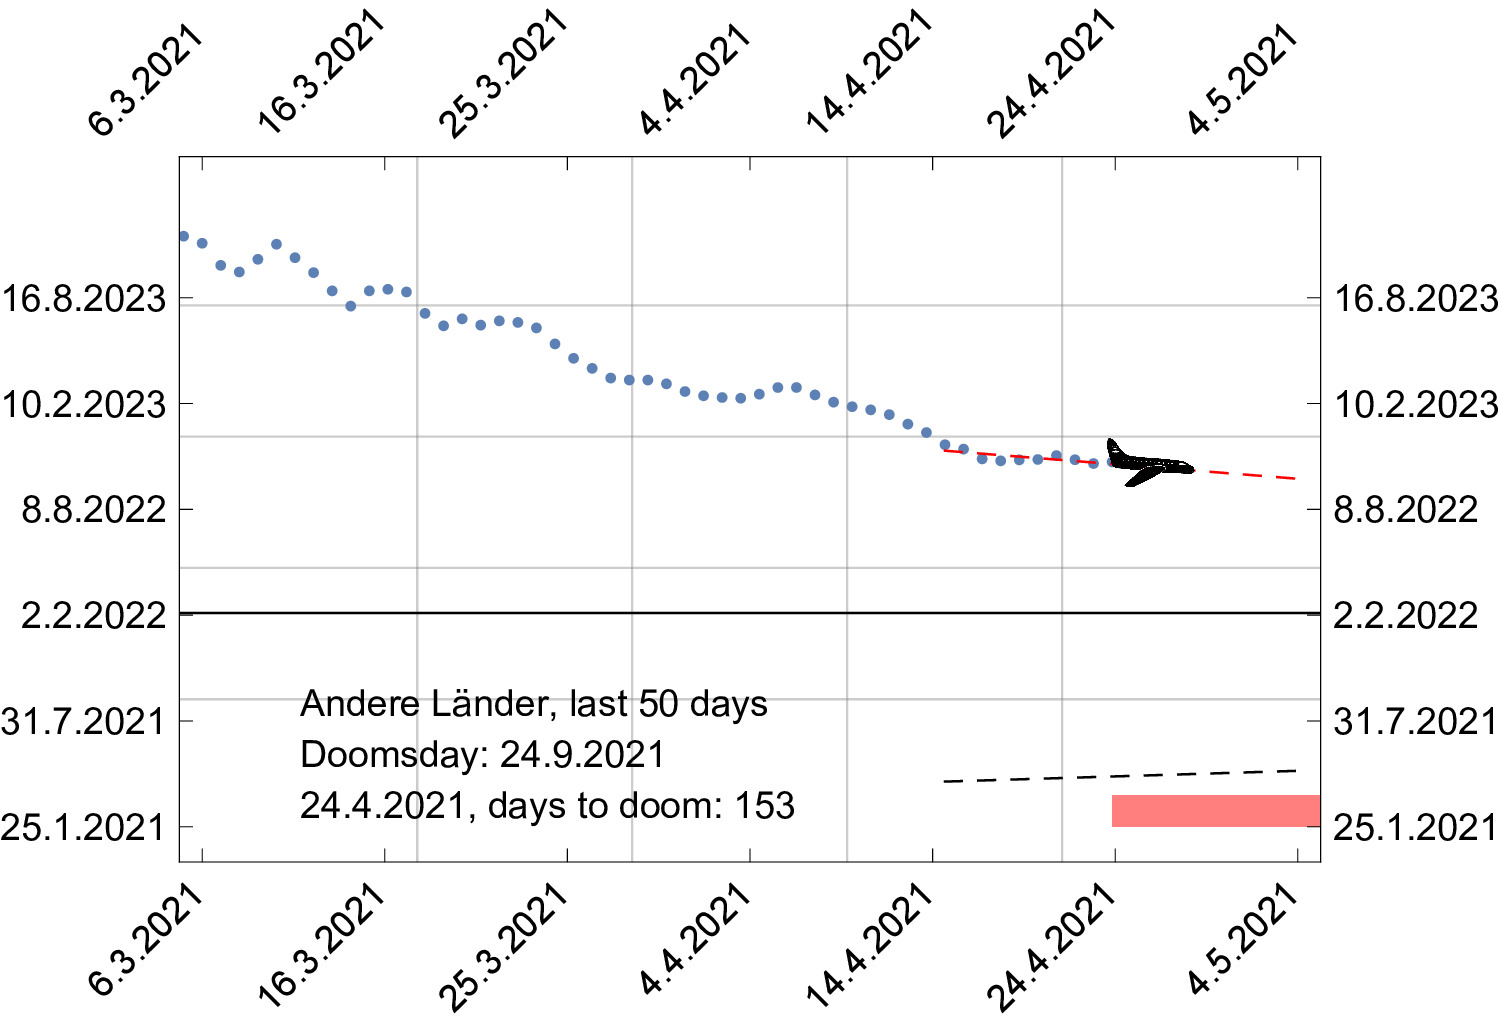 6.3.2021 16.3.2021 25.3.2021 4.4.2021 14.4.2021 24.4.2021 4.5.2021
16.8.2023 16.8.2023
10.2.2023 10.2.2023
8.8.2022 8.8.2022
2.2.2022 2.2.2022
Andere Länder, last 50 days
31.7.2021 31.7.2021
Doomsday: 24.9.2021
24.4.2021, days to doom: 153
25.1.2021 25.1.2021
6.3.2021 16.3.2021 25.3.2021 4.4.2021 14.4.2021 24.4.2021 4.5.2021